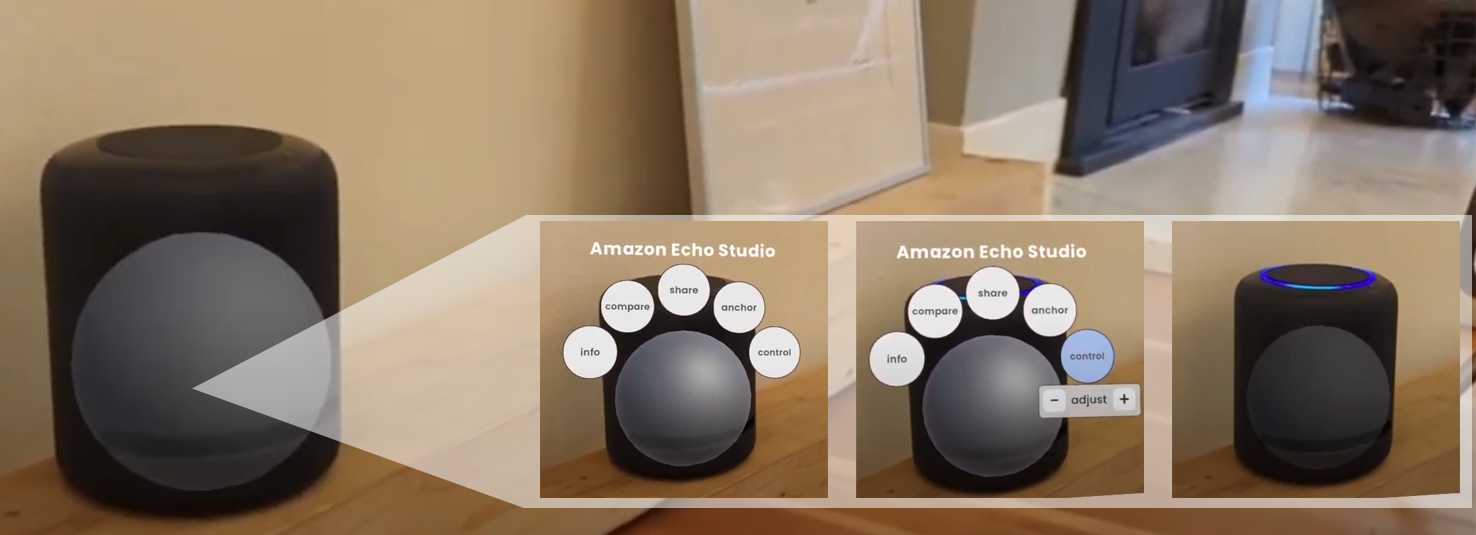 Amazon Echo Studio
share
compare
anchor
info
control
Amazon Echo Studio
share
compare
anchor
info
control
- adjust +